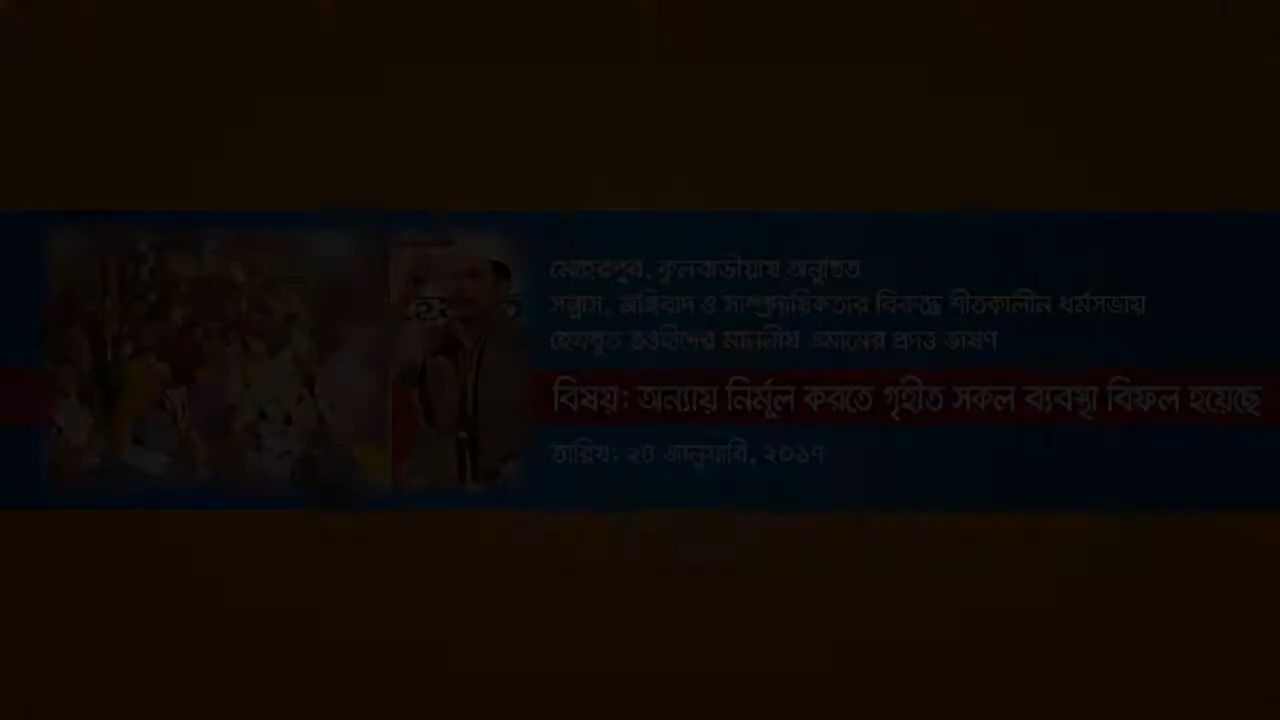 মেহেরপুর, কুলবাড়ীয়ায় অনুষ্ঠিত
সন্ত্রাস, জঙ্গিবাদ ও সাম্প্রদায়িকতার বিরুদ্ধে শীতকালীন ধর্মসভায়
হেযবুত তওহীদের মাননীয় এমামের প্রদত্ত ভাষণ
বিষয়: অন্যায় নির্মূল করতে গৃহীত সকল ব্যবস্থা বিফল হয়েছে
তারিখ: জানুয়ারি, ২০১৭